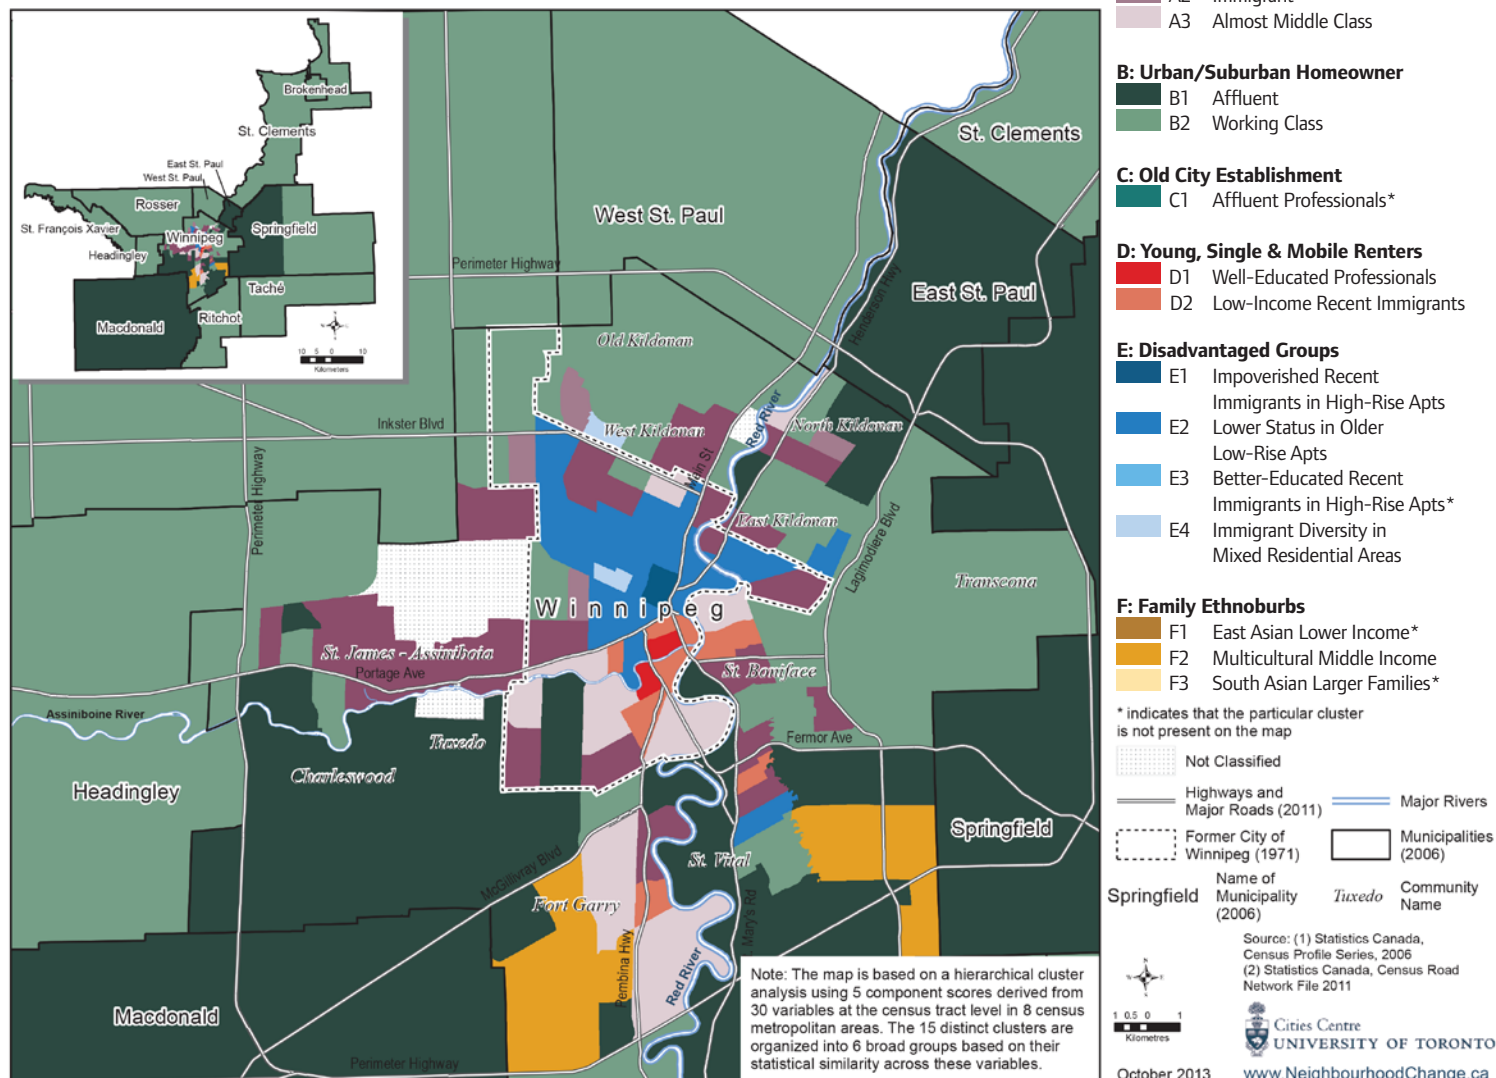 A2 Immigrant
A3 Almost Middle Class
B: Urban/Suburban Homeowner
B1 Affluent
B2 Working Class
C: Old City Establishment
C1 Affluent Professionals*
D: Young, Single & Mobile Renters
D1 Well-Educated Professionals
D2 Low-Income Recent Immigrants
E: Disadvantaged Groups
E1 Impoverished Recent
Immigrants in High-Rise Apts
E2 Lower Status in Older
Low-Rise Apts
E3 Better-Educated Recent
Immigrants in High-Rise Apts*
E4 Immigrant Diversity in
Mixed Residential Areas
F: Family Ethnoburbs
F1 East Asian Lower Income*
F2 Multicultural Middle Income
F3 South Asian Larger Families*
* indicates that the particular cluster
is not present on the map
Not Classified
Highways and
Major Roads (2011)
Major Rivers
Former City of
Winnipeg (1971)
Municipalities
(2006)
Springfield
Name of
Municipality
(2006)
Tuxedo
Community
Name
Source: (1) Statistics Canada,
Census Profile Series, 2006
(2) Statistics Canada, Census Road
Network File 2011
1 0.5 0 1
Kilometres
Cities Centre
UNIVERSITY OF TORONTO
October 2013
www.NeighbourhoodChange.ca
Brokenhead
St. Clements
East St. Paul
West St. Paul
Rosser
St. François Xavier
Springfield
Winnipeg
Headingley
Taché
Ritchot
Macdonald
10 5 0 10
Kilometers
St. Clements
West St. Paul
Perimeter Highway
East St. Paul
Henderson Hwy
Old Kildonan
Inkster Blvd
West Kildonan
Red River
North Kildonan
Main St
Perimeter Highway
East Kildonan
Lagimodiere Blvd
Transcona
Winnipeg
St. James - Assiniboia
Portage Ave
St. Boniface
Assiniboine River
Tuxedo
Fermor Ave
Charleswood
Headingley
Springfield
St. Vital
McGillivray Blvd
Fort Garry
Mary's Rd
Pembina Hwy
Red River
Macdonald
Perimeter Highway
Note: The map is based on a hierarchical cluster
analysis using 5 component scores derived from
30 variables at the census tract level in 8 census
metropolitan areas. The 15 distinct clusters are
organized into 6 broad groups based on their
statistical similarity across these variables.